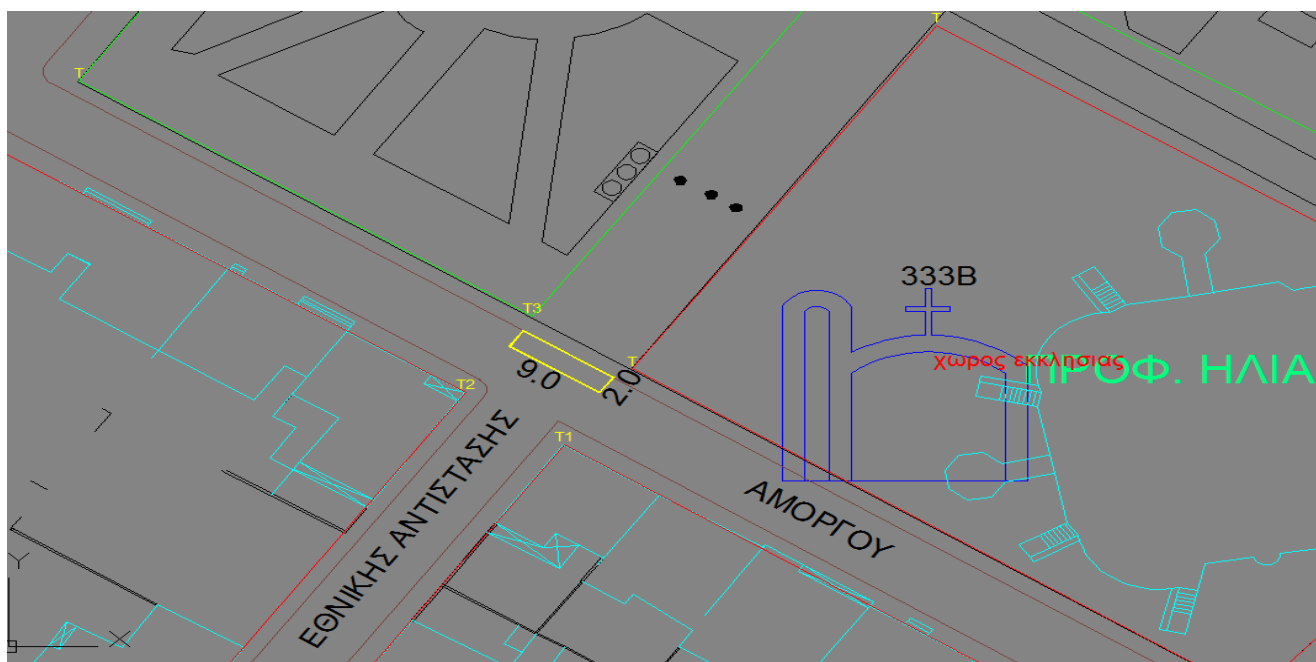 T
T
333B
χωρος εκκλησιας
ΠΡΟΦ. ΗΛΙΑ
T3
T
9.0
2.0
T2
T1
ΕΘΝΙΚΗΣ ΑΝΤΙΣΤΑΣΗΣ
ΑΜΟΡΓΟΥ
Y
X